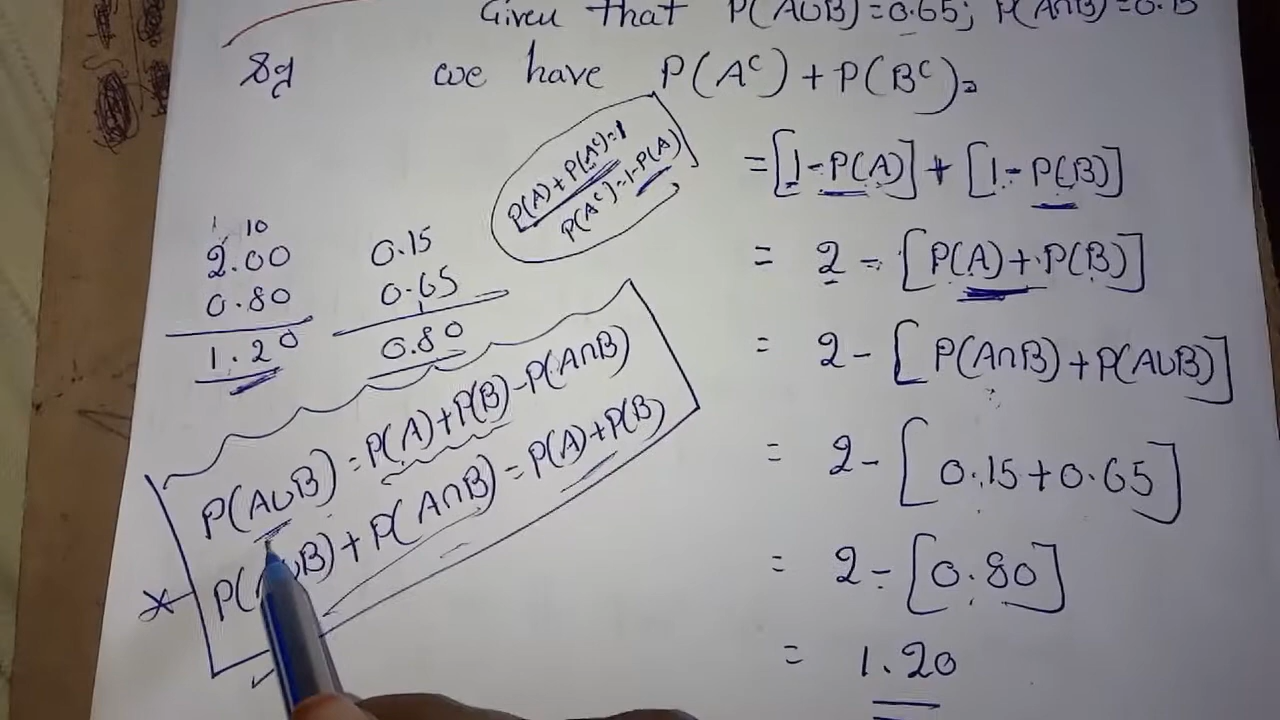 Given that P(A∪B)=0.65; P(A∩B)=0.15
Sol
we have P(Aᶜ)+P(Bᶜ)=
P(A)+P(Aᶜ)=1
P(Aᶜ)=1-P(A)
=[1-P(A)]+[1-P(B)]
= 2-[P(A)+P(B)]
= 2-[P(A∩B)+P(A∪B)]
= 2-[0.15+0.65]
= 2-[0.80]
= 1.20
1 10
2.00
0.80
1.20
0.15
0.65
1
0.80
P(A∪B)=P(A)+P(B)-P(A∩B)
* P(A∪B)+P(A∩B)=P(A)+P(B)